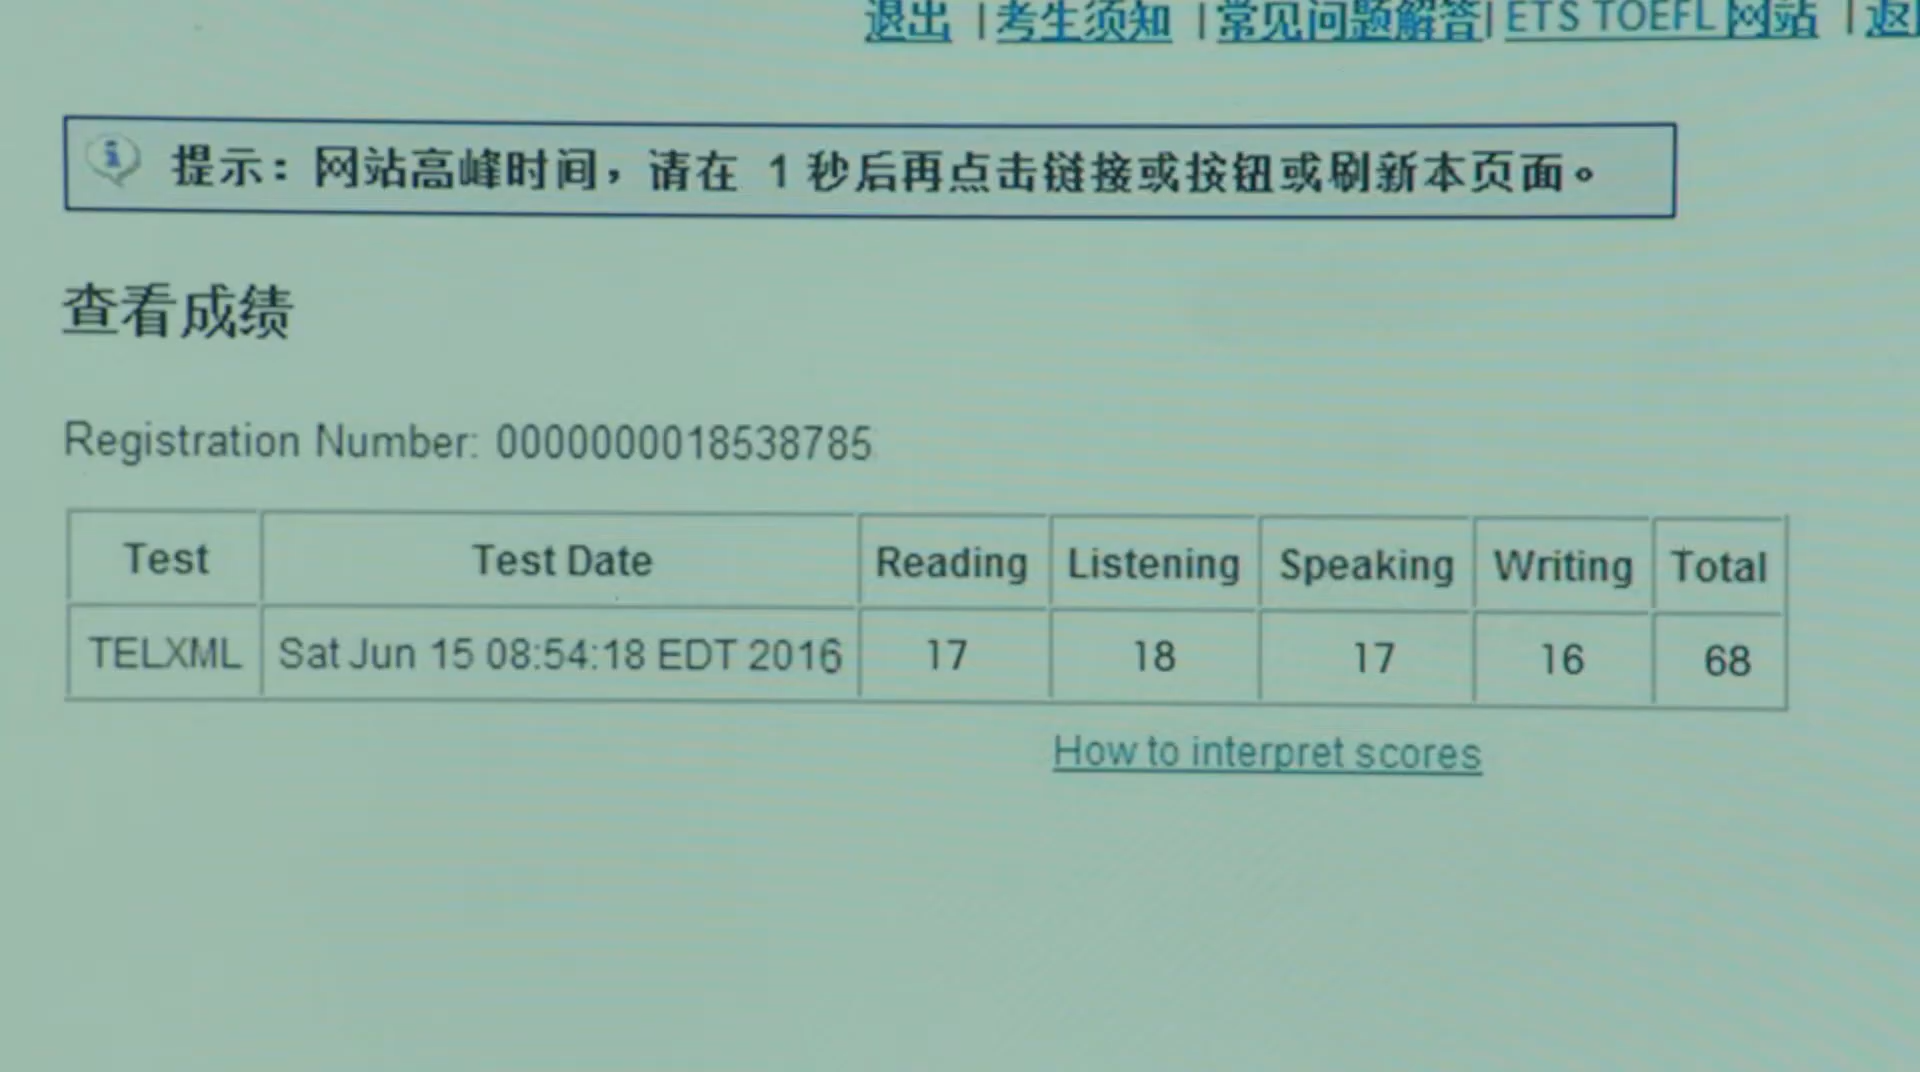 退出 | 考生须知 | 常见问题解答| ETS TOEFL 网站 | 返
提示：网站高峰时间，请在 1 秒后再点击链接或按钮或刷新本页面。
查看成绩
Registration Number: 0000000018538785
Test Test Date Reading Listening Speaking Writing Total
TELXML Sat Jun 15 08:54:18 EDT 2016 17 18 17 16 68
How to interpret scores